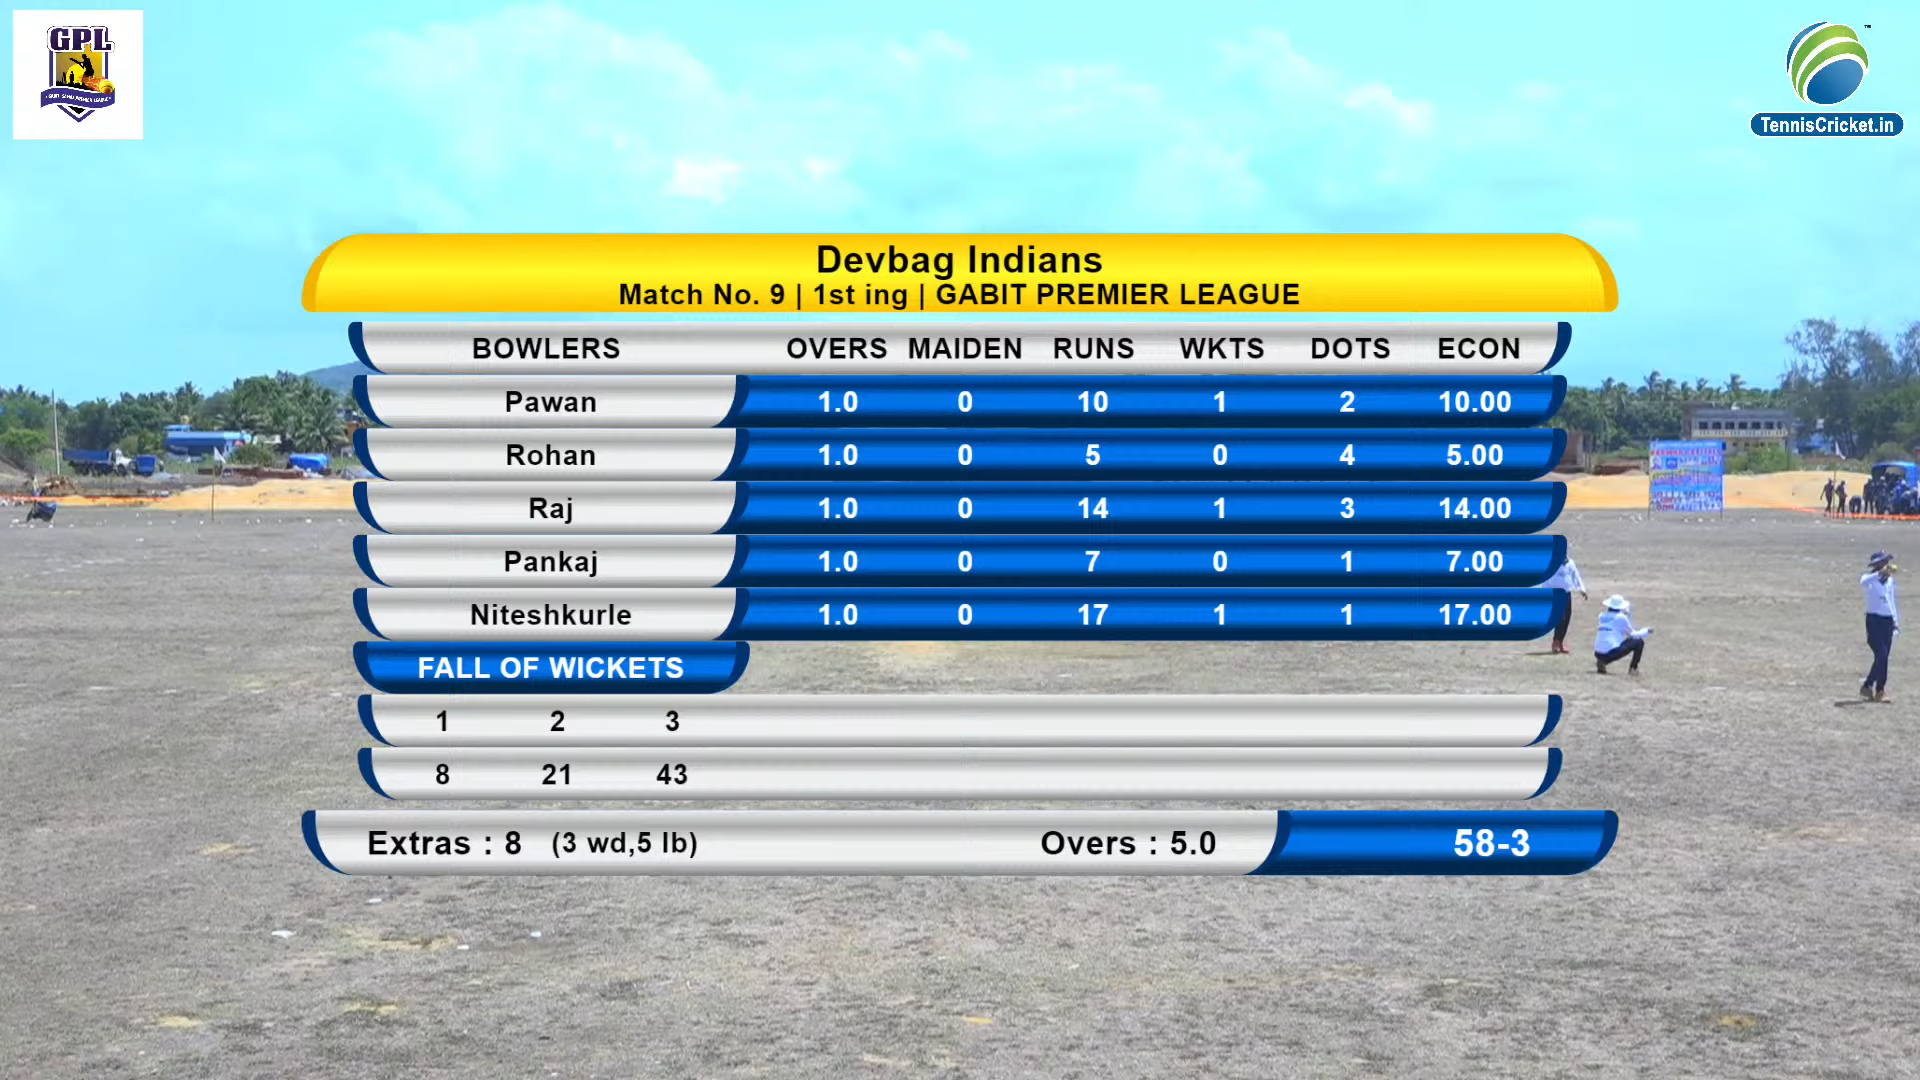 GPL
TennisCricket.in
Devbag Indians
Match No. 9 | 1st ing | GABIT PREMIER LEAGUE
BOWLERS OVERS MAIDEN RUNS WKTS DOTS ECON
Pawan 1.0 0 10 1 2 10.00
Rohan 1.0 0 5 0 4 5.00
Raj 1.0 0 14 1 3 14.00
Pankaj 1.0 0 7 0 1 7.00
Niteshkurle 1.0 0 17 1 1 17.00
FALL OF WICKETS
1 2 3
8 21 43
Extras : 8 (3 wd,5 lb) Overs : 5.0 58-3